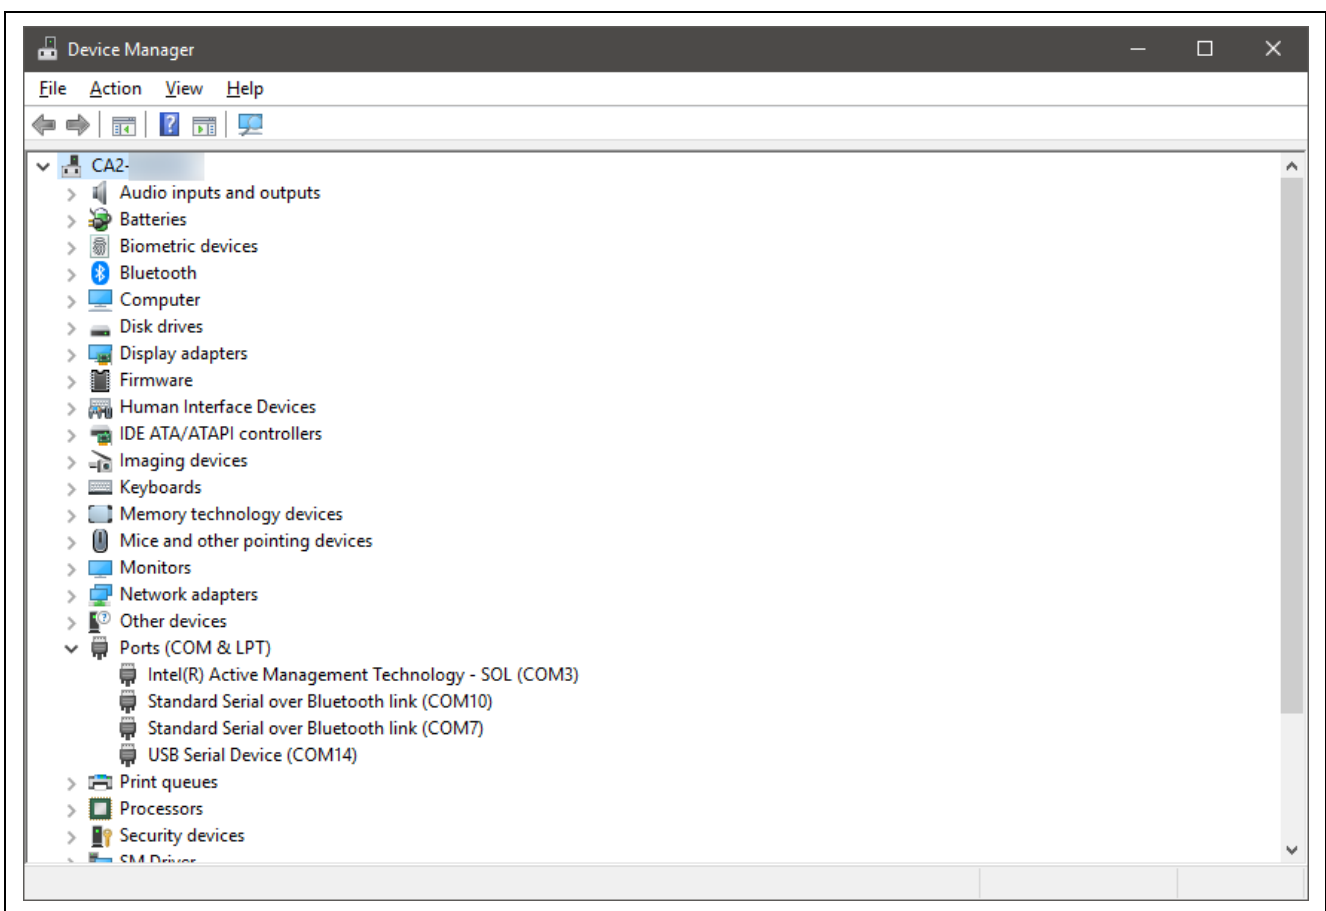 Device Manager
File Action View Help
CA2-
Audio inputs and outputs
Batteries
Biometric devices
Bluetooth
Computer
Disk drives
Display adapters
Firmware
Human Interface Devices
IDE ATA/ATAPI controllers
Imaging devices
Keyboards
Memory technology devices
Mice and other pointing devices
Monitors
Network adapters
Other devices
Ports (COM & LPT)
Intel(R) Active Management Technology - SOL (COM3)
Standard Serial over Bluetooth link (COM10)
Standard Serial over Bluetooth link (COM7)
USB Serial Device (COM14)
Print queues
Processors
Security devices
SM Driver